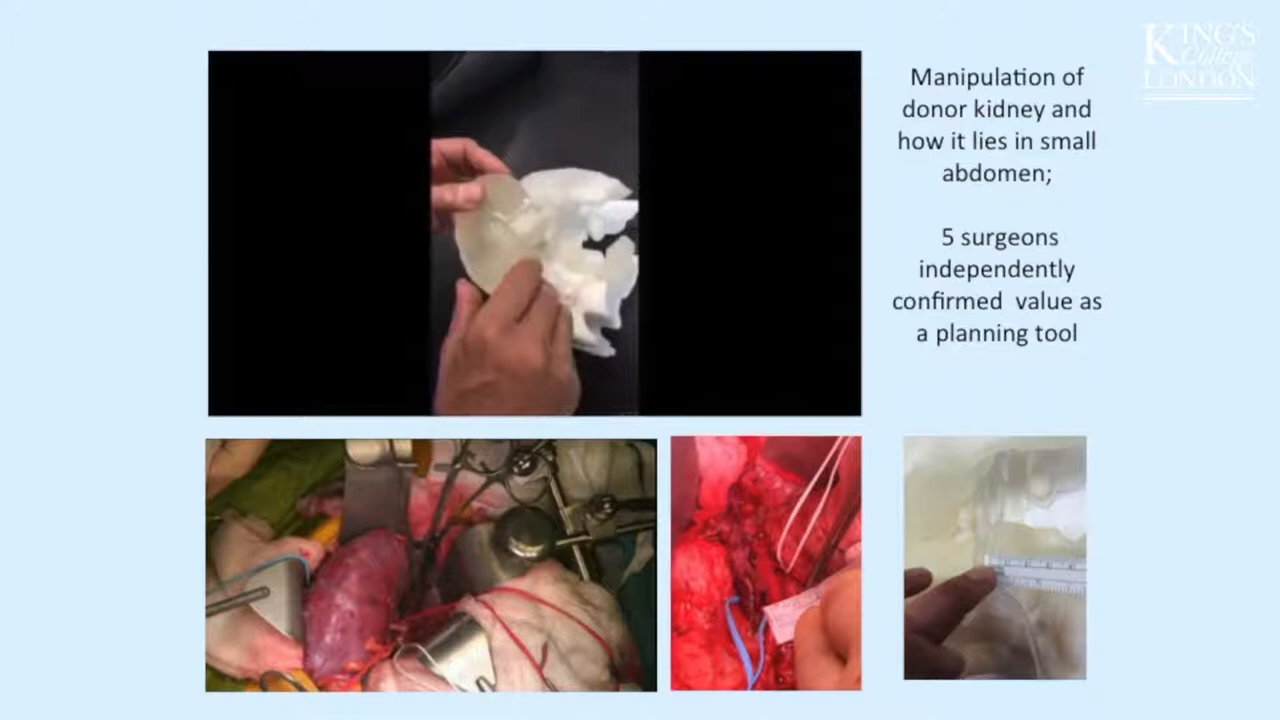 KING'S
College
LONDON
Manipulation of
donor kidney and
how it lies in small
abdomen;
5 surgeons
independently
confirmed value as
a planning tool